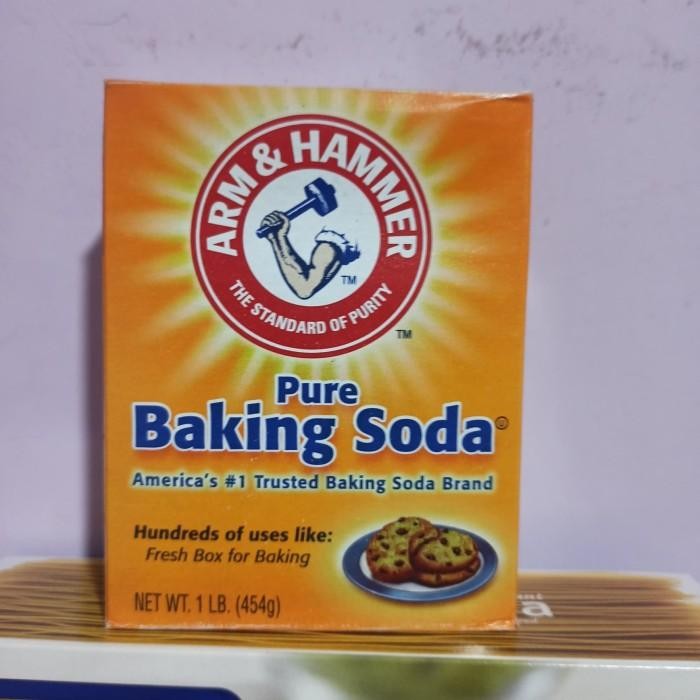 ARM & HAMMER
TM
THE STANDARD OF PURITY
TM
Pure
Baking Soda®
America's #1 Trusted Baking Soda Brand
Hundreds of uses like:
Fresh Box for Baking
NET WT. 1 LB. (454g)